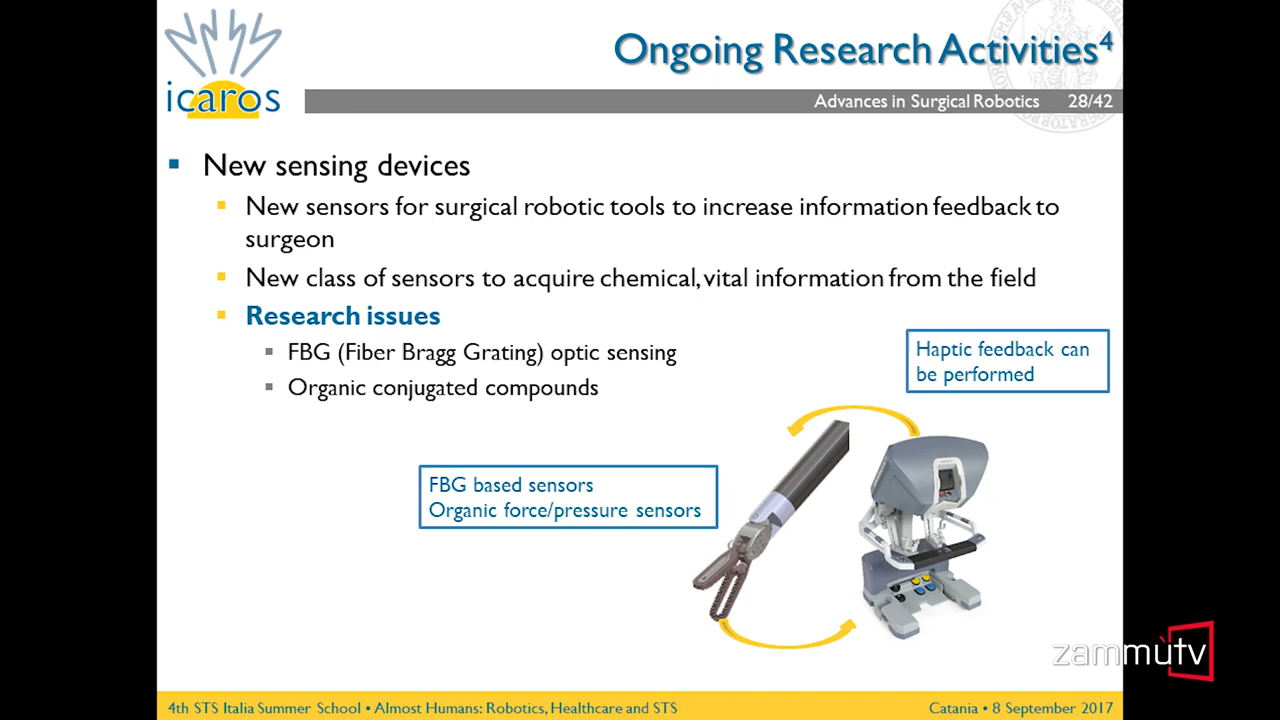 icaros
Ongoing Research Activities4
Advances in Surgical Robotics 28/42
▪ New sensing devices
▪ New sensors for surgical robotic tools to increase information feedback to
surgeon
▪ New class of sensors to acquire chemical, vital information from the field
▪ Research issues
▪ FBG (Fiber Bragg Grating) optic sensing
▪ Organic conjugated compounds
Haptic feedback can
be performed
FBG based sensors
Organic force/pressure sensors
zammùtv
4th STS Italia Summer School • Almost Humans: Robotics, Healthcare and STS
Catania • 8 September 2017